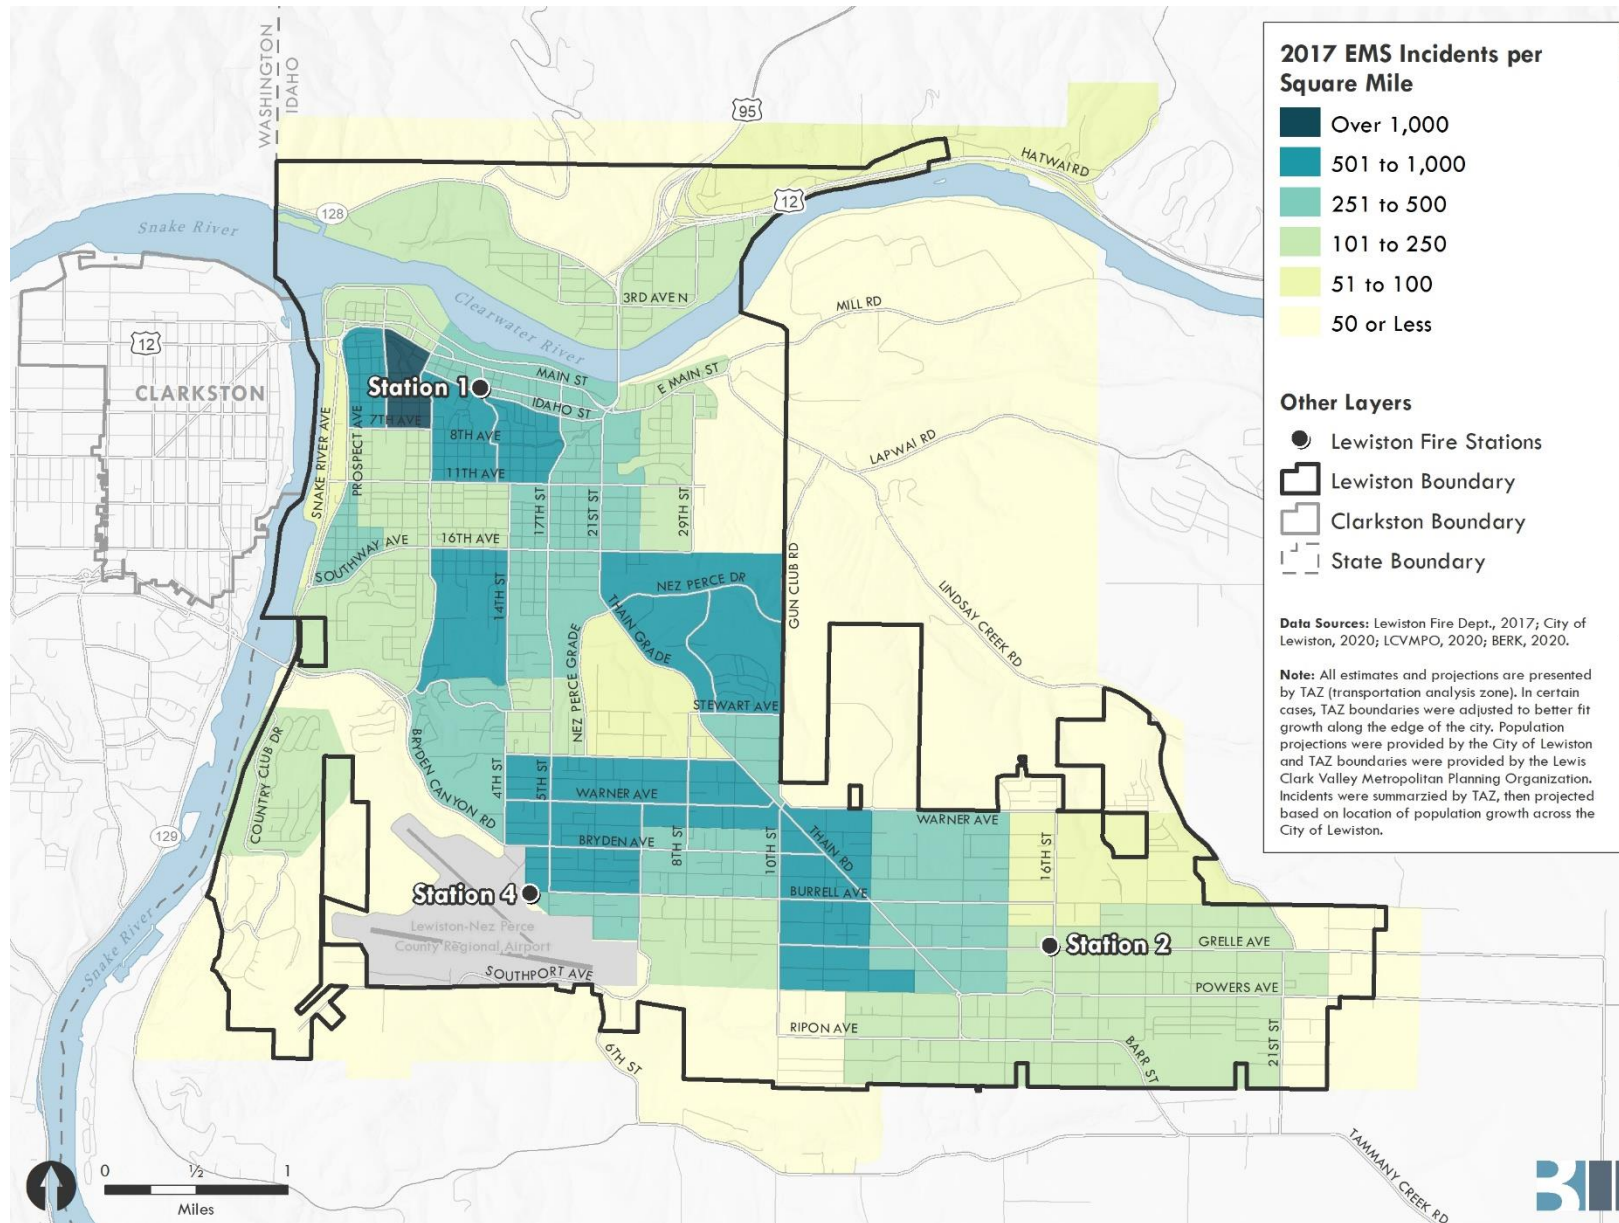 WASHINGTON
IDAHO
95
HATWAI RD
12
128
Snake River
3RD AVE N
MILL RD
Clearwater River
12
CLARKSTON
MAIN ST
E MAIN ST
Station 1
IDAHO ST
7TH AVE
8TH AVE
LAPWAI RD
11TH AVE
SNAKE RIVER AVE
PROSPECT AVE
17TH ST
21ST ST
29TH ST
16TH AVE
SOUTHWAY AVE
14TH ST
NEZ PERCE DR
GUN CLUB RD
THAIN GRADE
LINDSAY CREEK RD
NEZ PERCE GRADE
STEWART AVE
COUNTRY CLUB DR
BRYDEN CANYON RD
4TH ST
5TH ST
WARNER AVE
WARNER AVE
129
BRYDEN AVE
8TH ST
10TH ST
THAIN RD
16TH ST
Station 4
BURRELL AVE
Lewiston-Nez Perce
County Regional Airport
Station 2
GRELLE AVE
Snake River
SOUTHPORT AVE
POWERS AVE
RIPON AVE
6TH ST
BARR ST
21ST ST
TAMMANY CREEK RD
0 ½ 1
Miles
2017 EMS Incidents per
Square Mile
Over 1,000
501 to 1,000
251 to 500
101 to 250
51 to 100
50 or Less
Other Layers
Lewiston Fire Stations
Lewiston Boundary
Clarkston Boundary
State Boundary
Data Sources: Lewiston Fire Dept., 2017; City of
Lewiston, 2020; LCVMPO, 2020; BERK, 2020.
Note: All estimates and projections are presented
by TAZ (transportation analysis zone). In certain
cases, TAZ boundaries were adjusted to better fit
growth along the edge of the city. Population
projections were provided by the City of Lewiston
and TAZ boundaries were provided by the Lewis
Clark Valley Metropolitan Planning Organization.
Incidents were summarzied by TAZ, then projected
based on location of population growth across the
City of Lewiston.